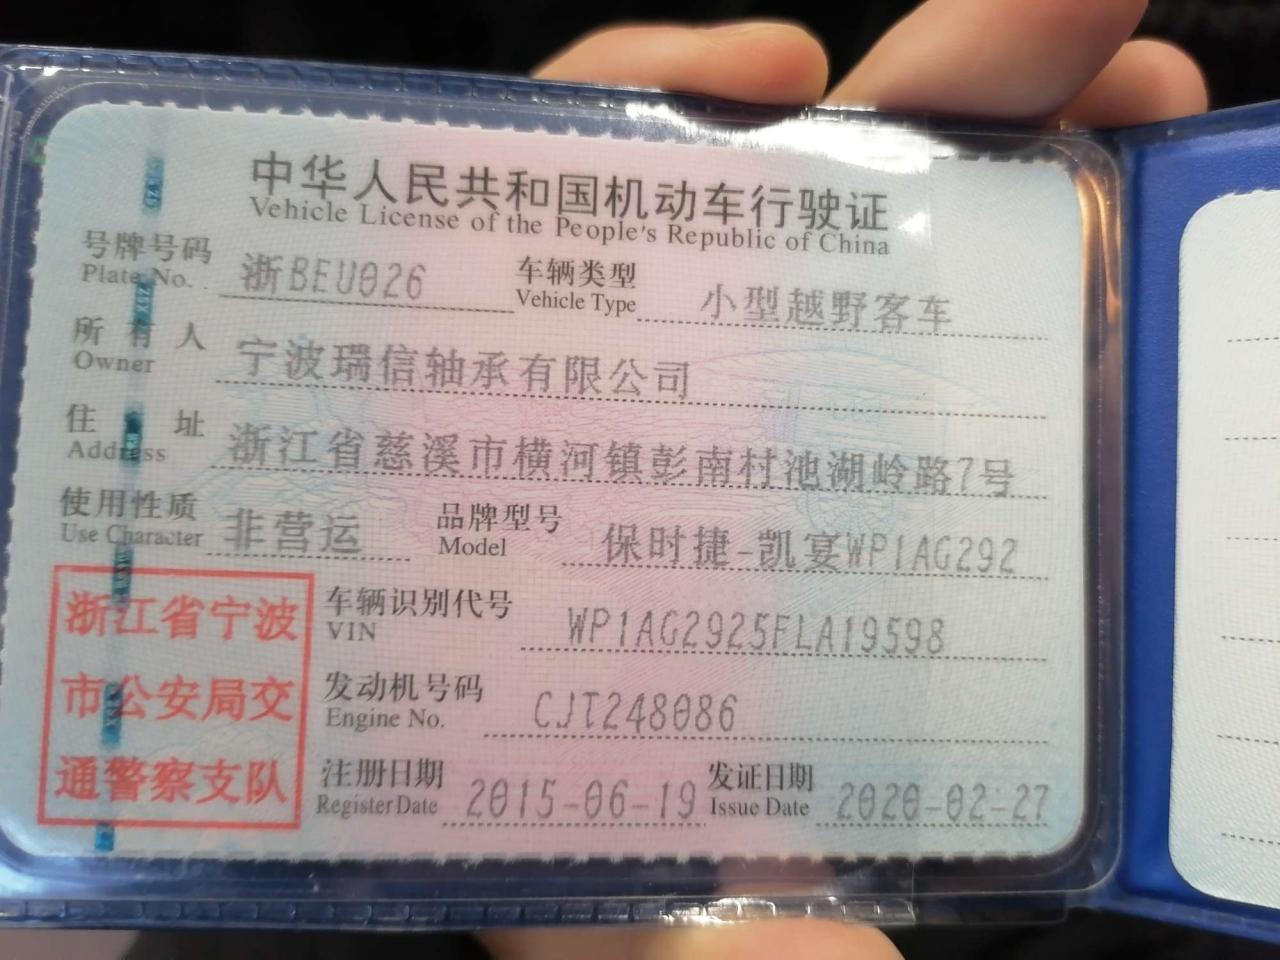 中华人民共和国机动车行驶证
Vehicle License of the People's Republic of China
号牌号码 浙BEU026 车辆类型 小型越野客车
Plate No. Vehicle Type
所有人 宁波瑞信轴承有限公司
Owner
住址 浙江省慈溪市横河镇彭南村池湖岭路7号
Address
使用性质 非营运 品牌型号 保时捷-凯宴WP1AG292
Use Character Model
浙江省宁波
市公安局交
通警察支队
车辆识别代号 WP1AG2925FLA19598
VIN
发动机号码 CJT248086
Engine No.
注册日期 2015-06-19 发证日期 2020-02-27
Register Date Issue Date